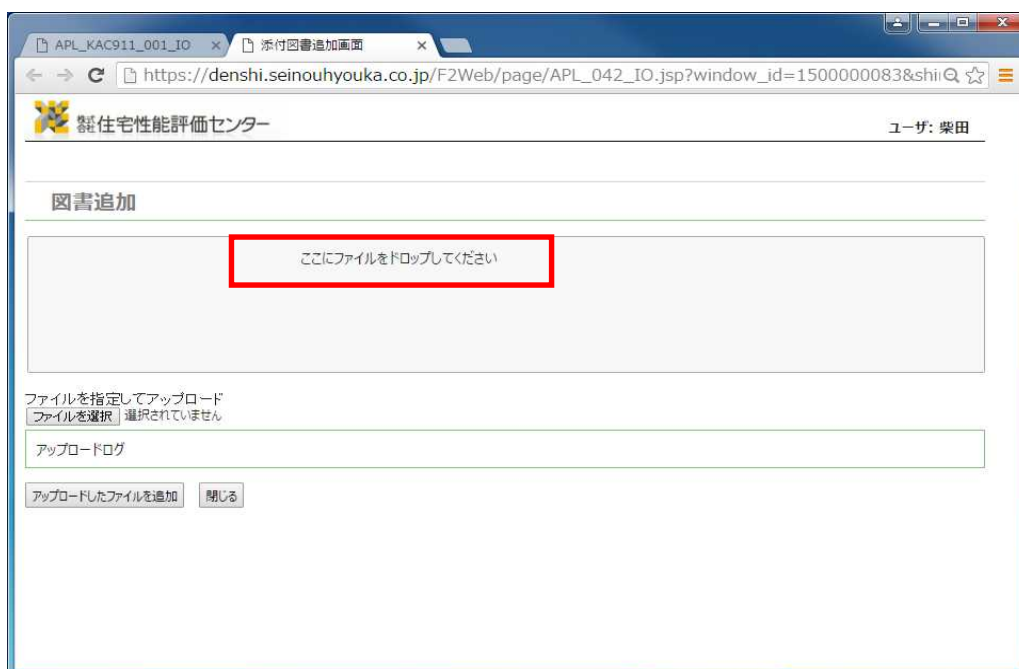 APL_KAC911_001_IO
添付図書追加画面
https://denshi.seinouhyouka.co.jp/F2Web/page/APL_042_IO.jsp?window_id=1500000083&shi
株式会社住宅性能評価センター
ユーザ: 柴田
図書追加
ここにファイルをドロップしてください
ファイルを指定してアップロード
ファイルを選択 選択されていません
アップロードログ
アップロードしたファイルを追加 閉じる